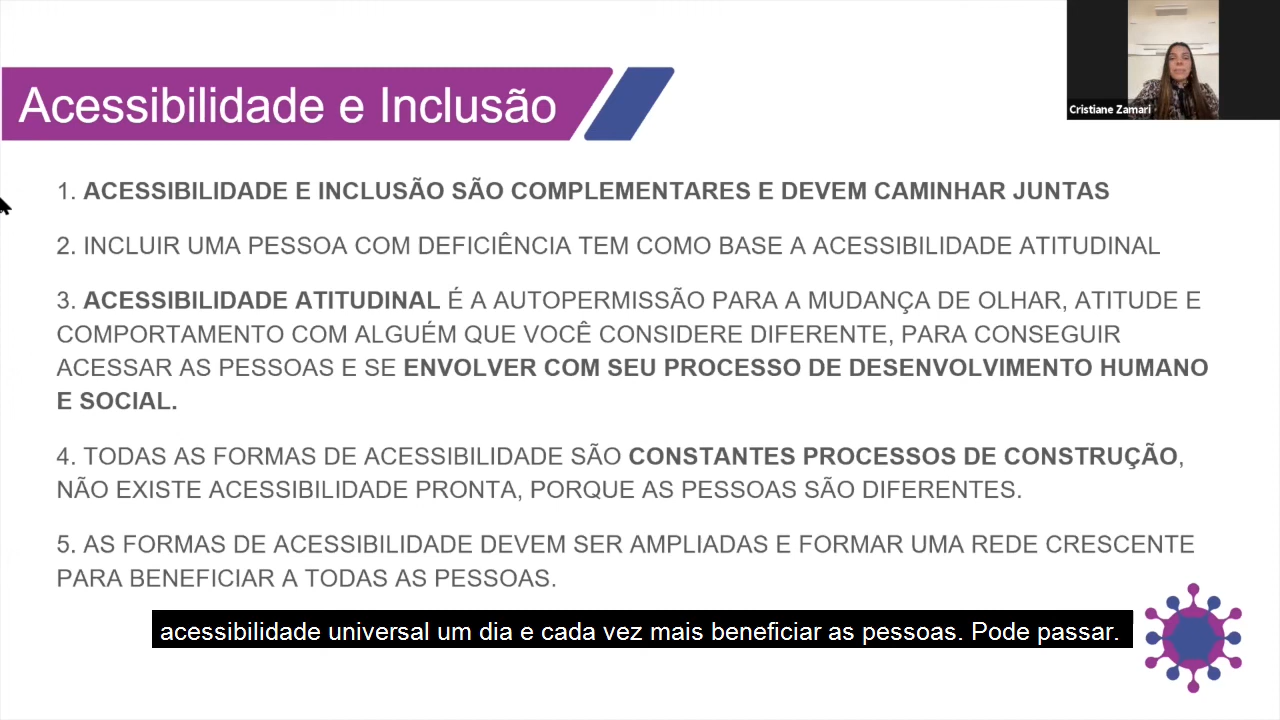 Acessibilidade e Inclusão
Cristiane Zamari
1. ACESSIBILIDADE E INCLUSÃO SÃO COMPLEMENTARES E DEVEM CAMINHAR JUNTAS
2. INCLUIR UMA PESSOA COM DEFICIÊNCIA TEM COMO BASE A ACESSIBILIDADE ATITUDINAL
3. ACESSIBILIDADE ATITUDINAL É A AUTOPERMISSÃO PARA A MUDANÇA DE OLHAR, ATITUDE E
COMPORTAMENTO COM ALGUÉM QUE VOCÊ CONSIDERE DIFERENTE, PARA CONSEGUIR
ACESSAR AS PESSOAS E SE ENVOLVER COM SEU PROCESSO DE DESENVOLVIMENTO HUMANO
E SOCIAL.
4. TODAS AS FORMAS DE ACESSIBILIDADE SÃO CONSTANTES PROCESSOS DE CONSTRUÇÃO,
NÃO EXISTE ACESSIBILIDADE PRONTA, PORQUE AS PESSOAS SÃO DIFERENTES.
5. AS FORMAS DE ACESSIBILIDADE DEVEM SER AMPLIADAS E FORMAR UMA REDE CRESCENTE
PARA BENEFICIAR A TODAS AS PESSOAS.
acessibilidade universal um dia e cada vez mais beneficiar as pessoas. Pode passar.